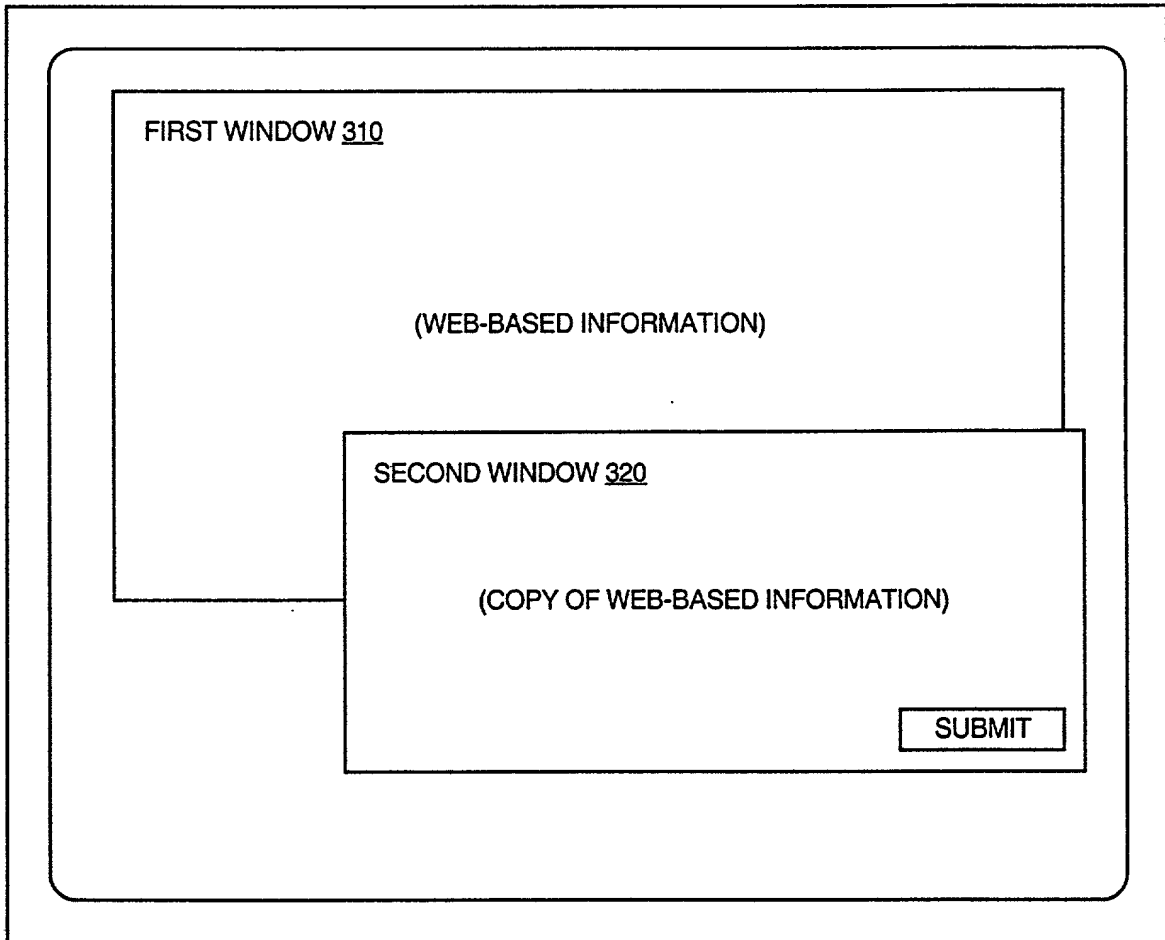 FIRST WINDOW 310
(WEB-BASED INFORMATION)
SECOND WINDOW 320
(COPY OF WEB-BASED INFORMATION)
SUBMIT